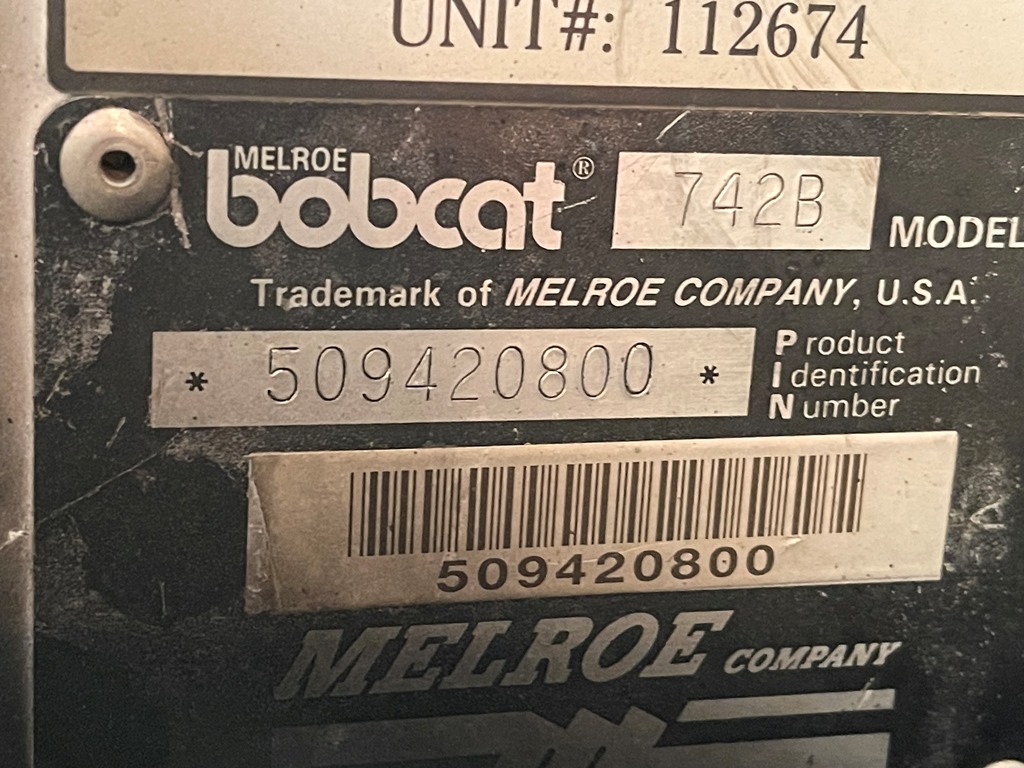 UNIT#: 112674
MELROE
bobcat® 742B MODEL
Trademark of MELROE COMPANY, U.S.A.
* 509420800 *
Product
Identification
Number
509420800
MELROE COMPANY